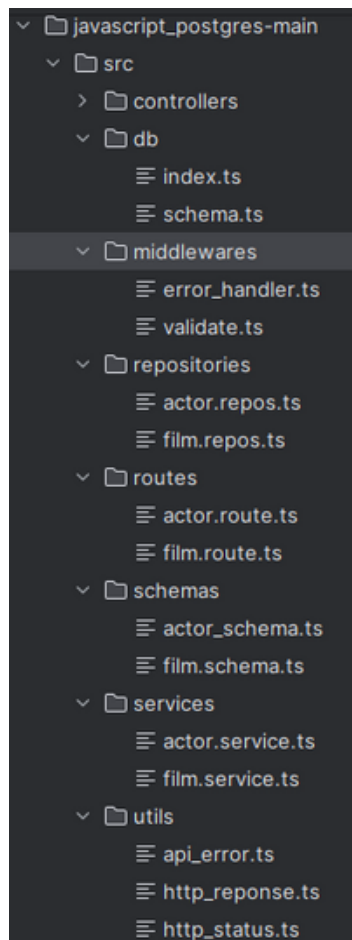 javascript_postgres-main
src
controllers
db
index.ts
schema.ts
middlewares
error_handler.ts
validate.ts
repositories
actor.repos.ts
film.repos.ts
routes
actor.route.ts
film.route.ts
schemas
actor_schema.ts
film.schema.ts
services
actor.service.ts
film.service.ts
utils
api_error.ts
http_reponse.ts
http_status.ts